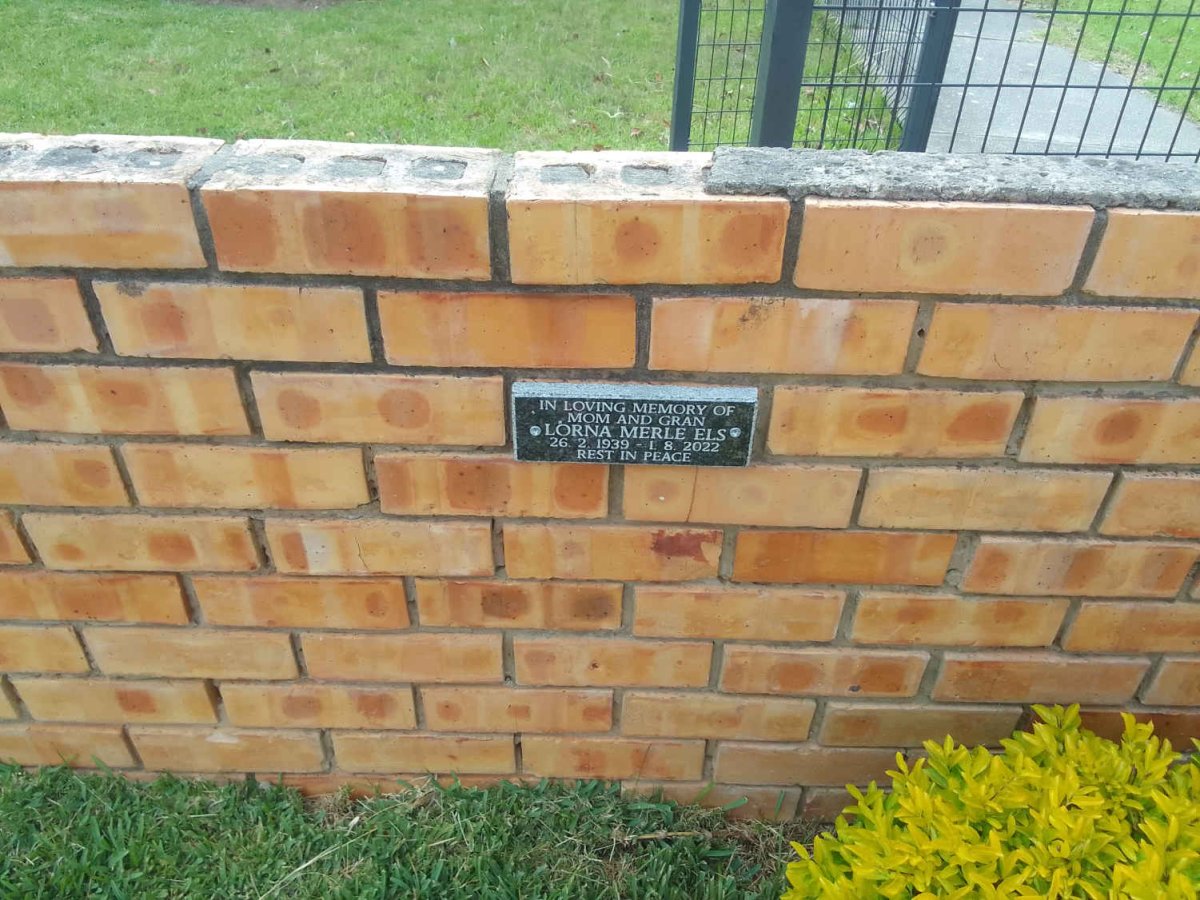 IN LOVING MEMORY OF
MOM AND GRAN
LORNA MERLE ELS
26. 2. 1939 - 1. 8. 2022
REST IN PEACE